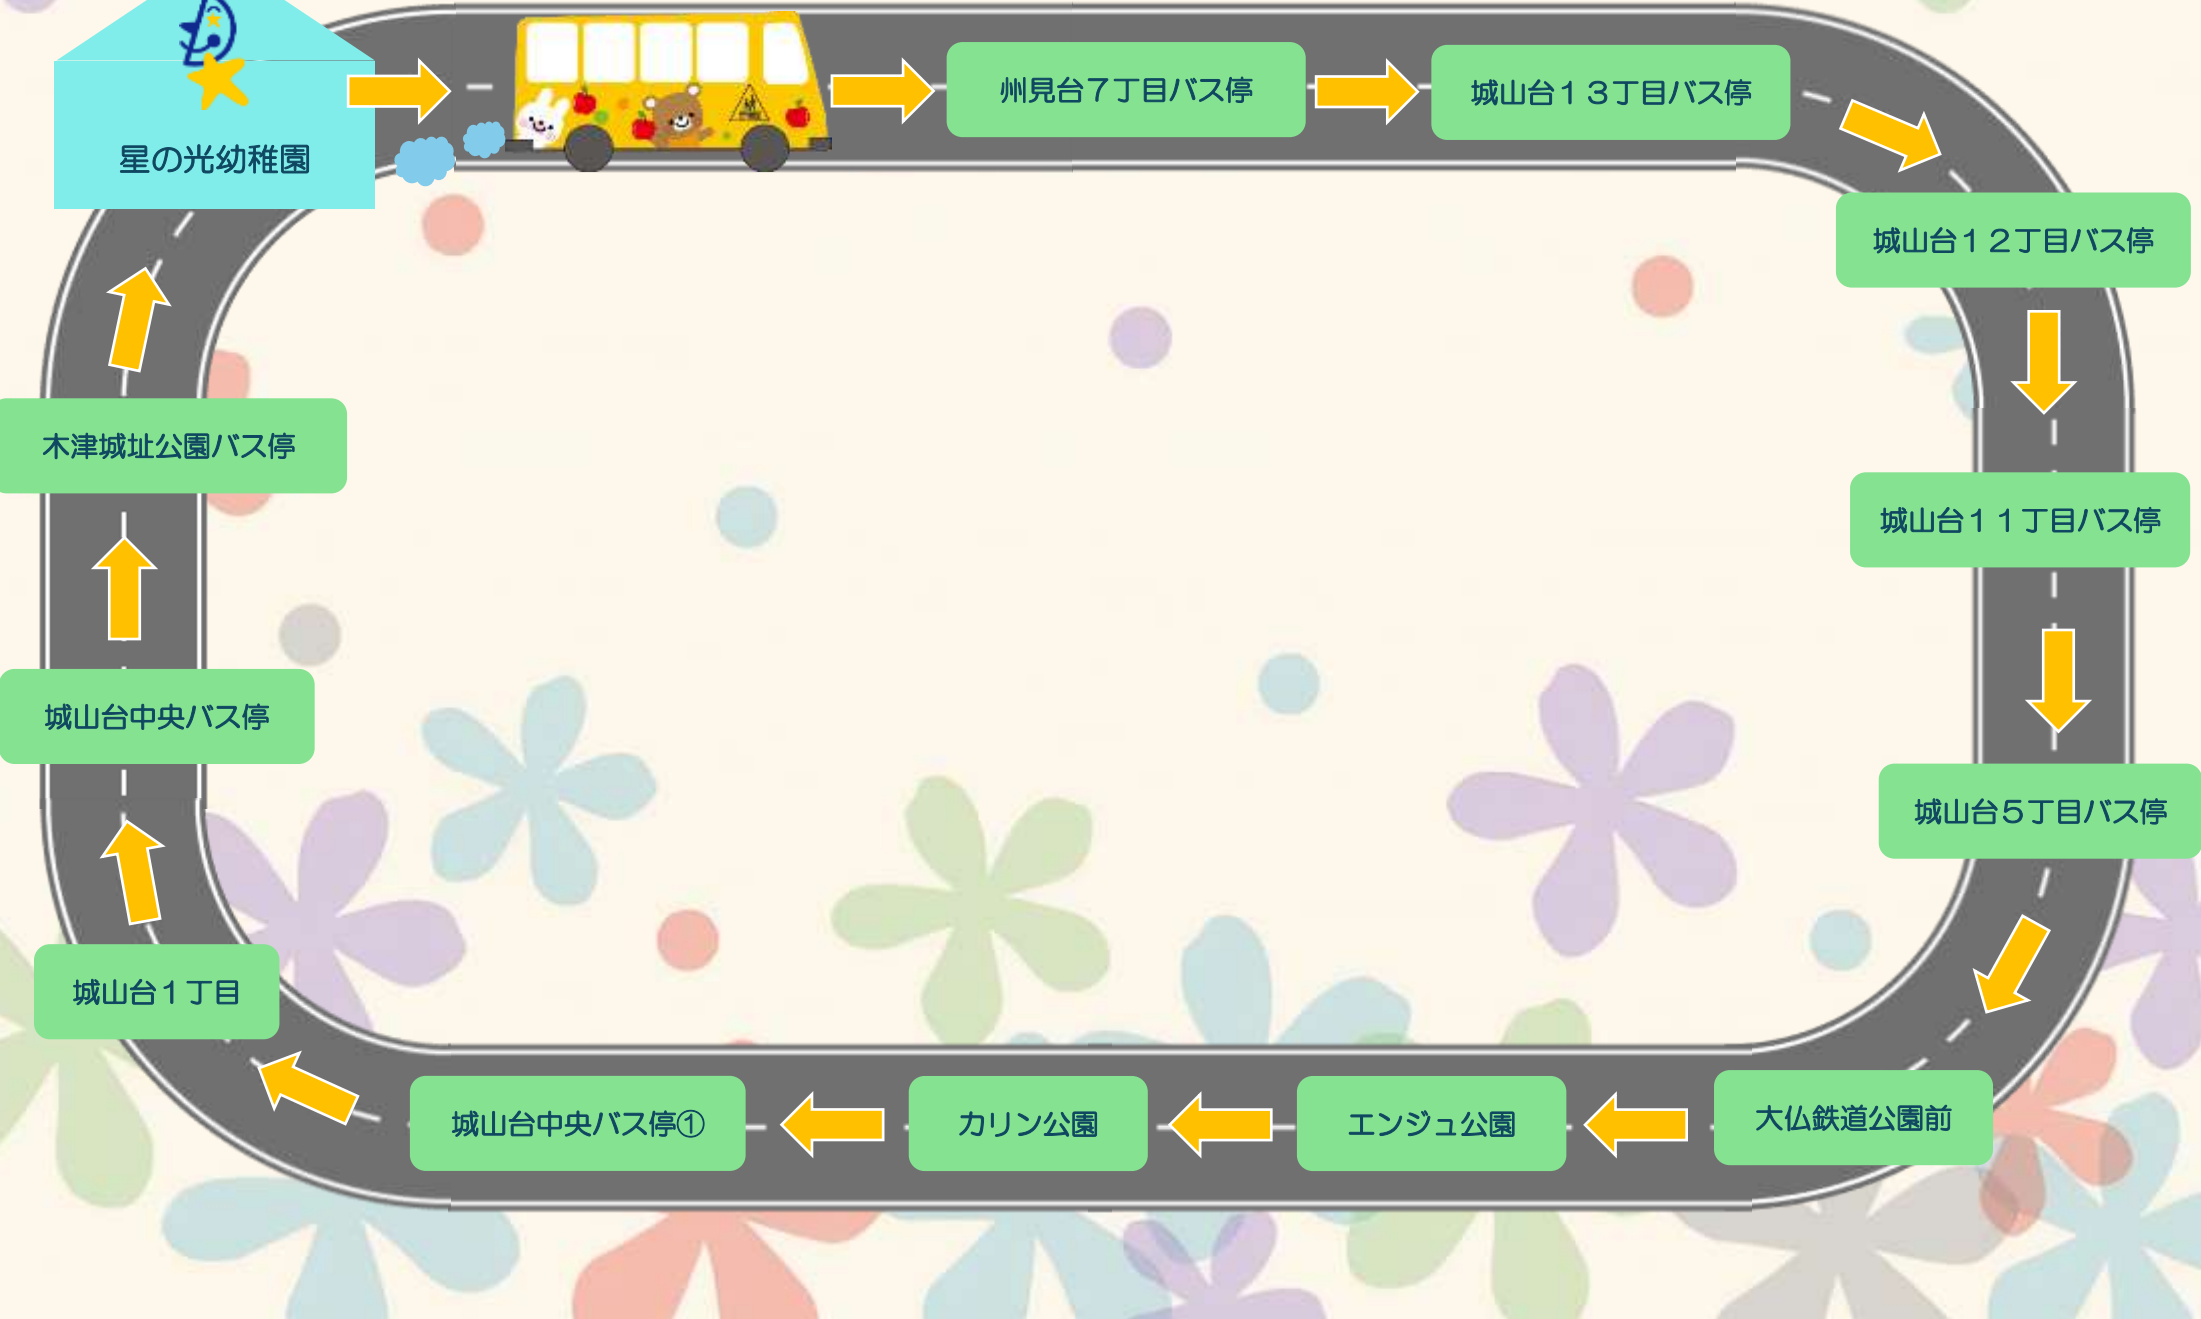 星の光幼稚園
州見台７丁目バス停
城山台１３丁目バス停
城山台１２丁目バス停
城山台１１丁目バス停
城山台５丁目バス停
大仏鉄道公園前
エンジュ公園
カリン公園
城山台中央バス停①
城山台１丁目
城山台中央バス停
木津城址公園バス停